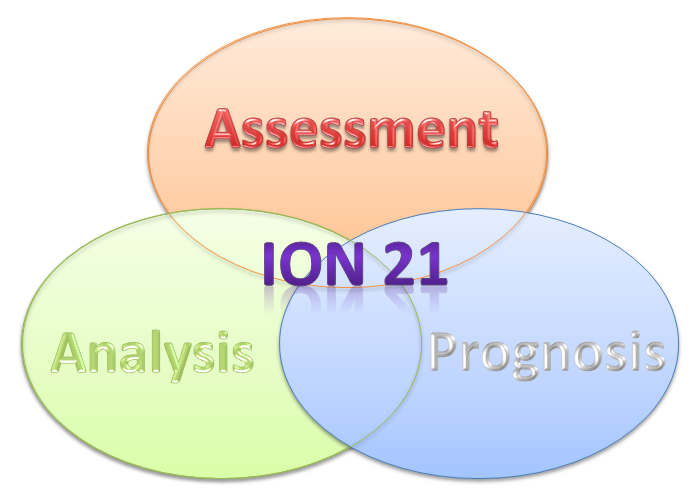 Assessment
ION 21
Analysis
Prognosis